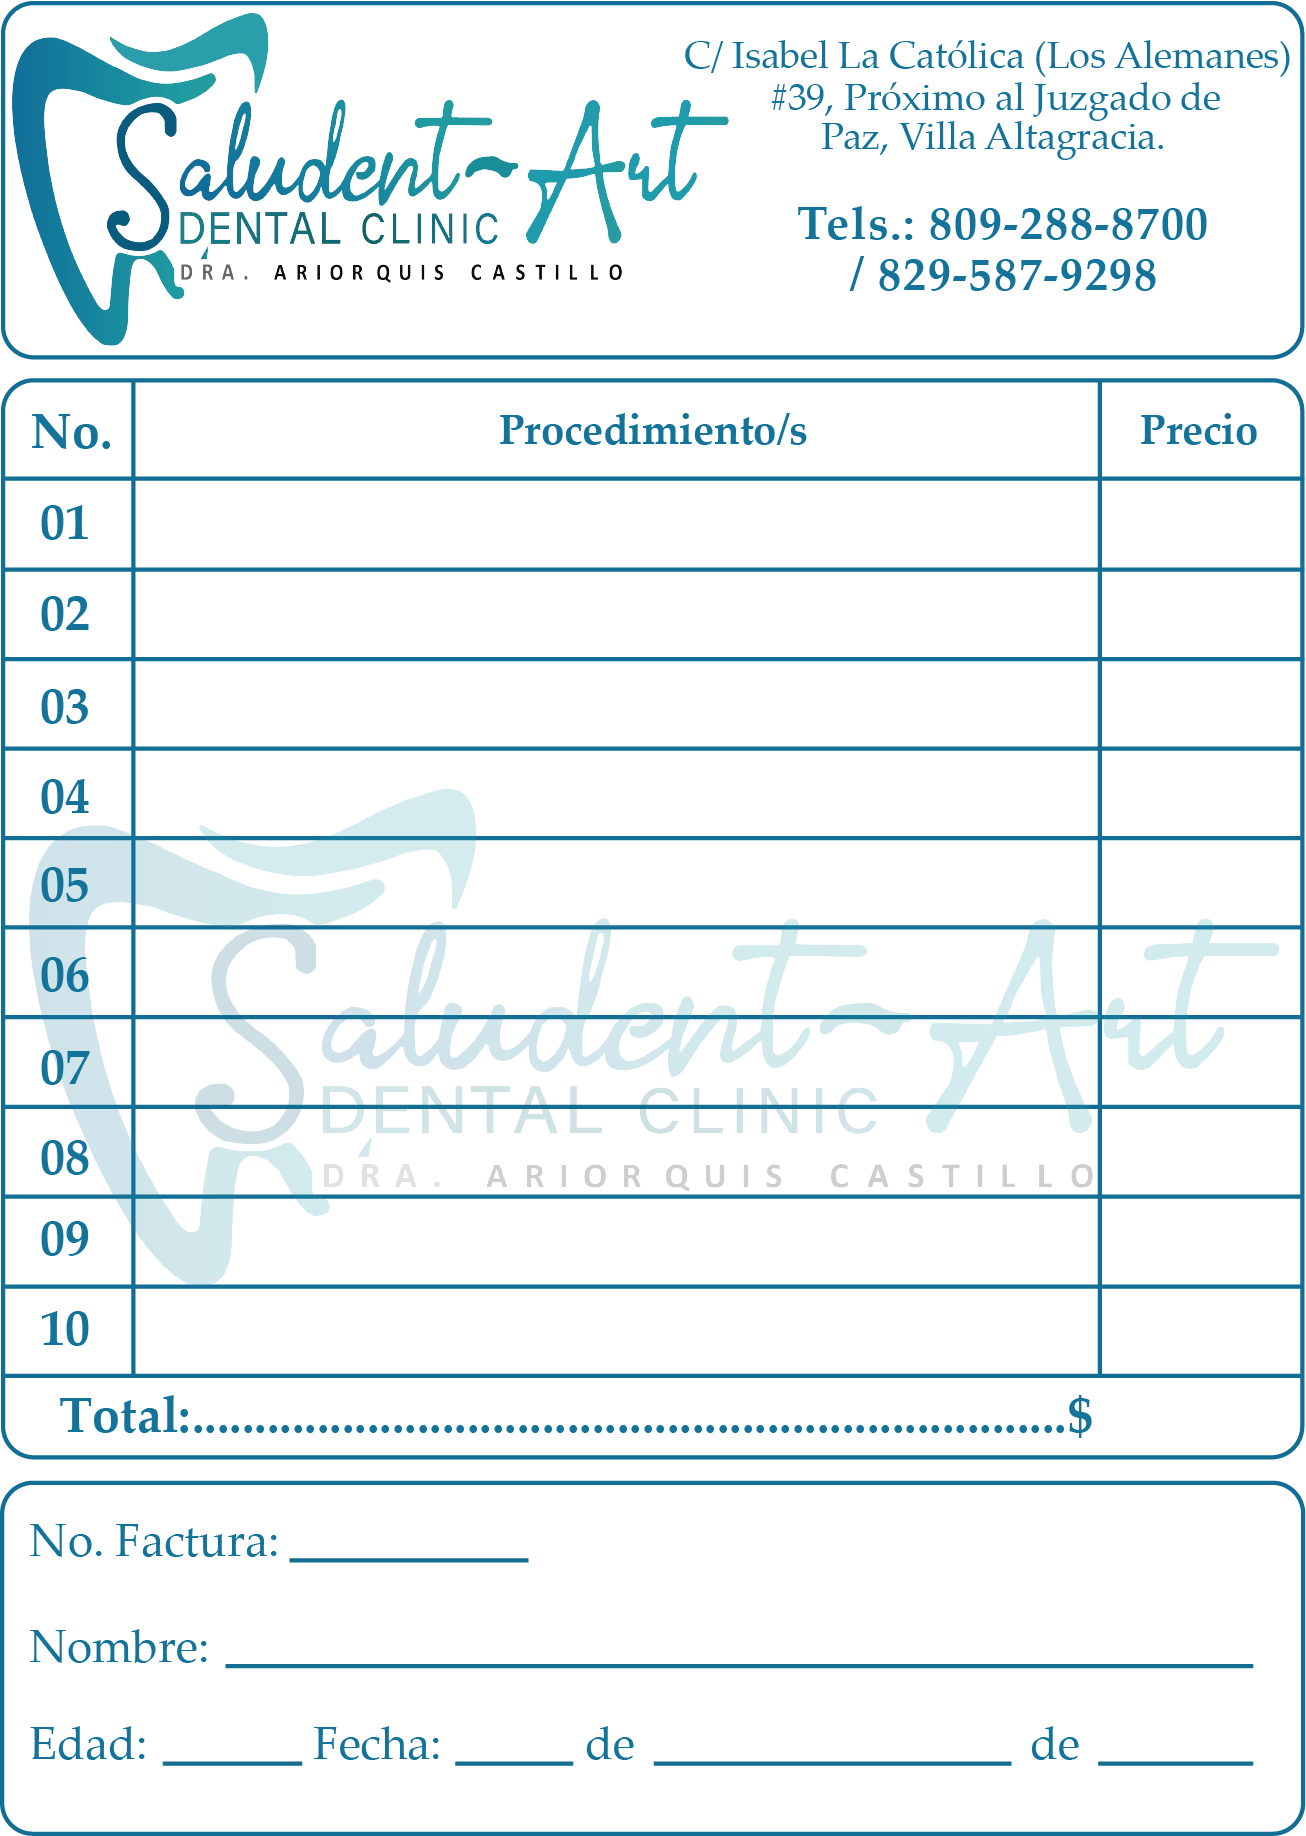 Saludent-Art
DENTAL CLINIC
DRA. ARIORQUIS CASTILLO
C/ Isabel La Católica (Los Alemanes)
#39, Próximo al Juzgado de
Paz, Villa Altagracia.
Tels.: 809-288-8700
/ 829-587-9298
No. Procedimiento/s Precio
01
02
03
04
05
06
07
08
09
10
Saludent-Art
DENTAL CLINIC
DRA. ARIORQUIS CASTILLO
Total:......................................................................$
No. Factura: __________
Nombre: ______________________________________________
Edad: ______ Fecha: _____ de ________________ de _______